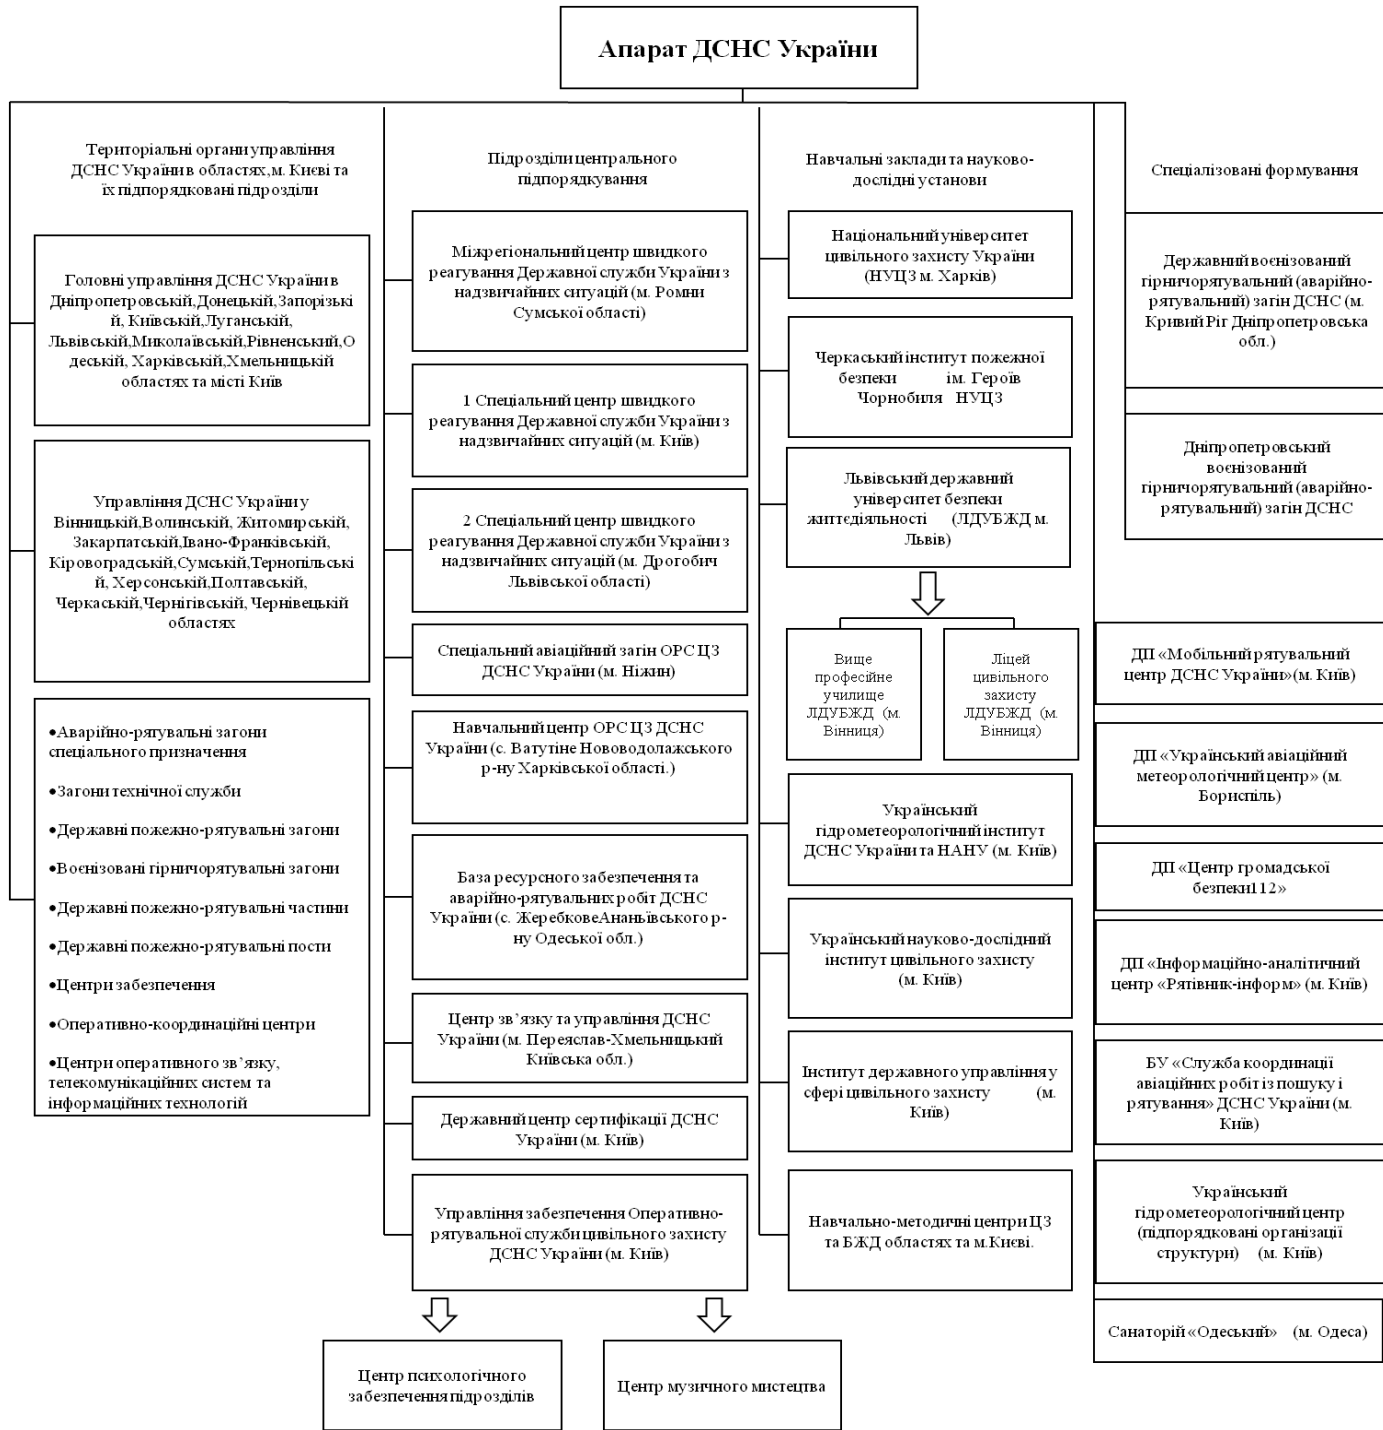 Апарат ДСНС України
Територіальні органи управління
ДСНС України в областях,м. Києві та
їх підпорядковані підрозділи
Головні управління ДСНС України в
Дніпропетровській,Донецькій,Запорізькі
й, Київській,Луганській,
Львівській,Миколаївській,Рівненський,О
деській, Харківській,Хмельницькій
областях та місті Київ
Управління ДСНС України у
Вінницькій,Волинській, Житомирській,
Закарпатській,Івано-Франківській,
Кіровоградській,Сумській,Тернопільські
й, Херсонській,Полтавській,
Черкаській,Чернігівській, Чернівецькій
областях
•Аварійно-рятувальні загони
спеціального призначення
•Загони технічної служби
•Державні пожежно-рятувальні загони
•Воєнізовані гірничорятувальні загони
•Державні пожежно-рятувальні частини
•Державні пожежно-рятувальні пости
•Центри забезпечення
•Оперативно-координаційні центри
•Центри оперативного зв’язку,
телекомунікаційних систем та
інформаційних технологій
Підрозділи центрального
підпорядкування
Міжрегіональний центр швидкого
реагування Державної служби України з
надзвичайних ситуацій (м. Ромни
Сумської області)
1 Спеціальний центр швидкого
реагування Державної служби України з
надзвичайних ситуацій (м. Київ)
2 Спеціальний центр швидкого
реагування Державної служби України з
надзвичайних ситуацій (м. Дрогобич
Львівської області)
Спеціальний авіаційний загін ОРС ЦЗ
ДСНС України (м. Ніжин)
Навчальний центр ОРС ЦЗ ДСНС
України (с. Ватутіне Нововодолажського
р-ну Харківської області.)
База ресурсного забезпечення та
аварійно-рятувальних робіт ДСНС
України (с. ЖеребковеАнаньївського р-
ну Одеської обл.)
Центр зв’язку та управління ДСНС
України (м. Переяслав-Хмельницький
Київська обл.)
Державний центр сертифікації ДСНС
України (м. Київ)
Управління забезпечення Оперативно-
рятувальної служби цивільного захисту
ДСНС України (м. Київ)
Центр психологічного
забезпечення підрозділів
Центр музичного мистецтва
Навчальні заклади та науково-
дослідні установи
Національний університет
цивільного захисту України
(НУЦЗ м. Харків)
Черкаський інститут пожежної
безпеки ім. Героїв
Чорнобиля НУЦЗ
Львівський державний
університет безпеки
життєдіяльності (ЛДУБЖД м.
Львів)
Вище
професійне
училище
ЛДУБЖД (м.
Вінниця)
Ліцей
цивільного
захисту
ЛДУБЖД (м.
Вінниця)
Український
гідрометеорологічний інститут
ДСНС України та НАНУ (м. Київ)
Український науково-дослідний
інститут цивільного захисту
(м. Київ)
Інститут державного управління у
сфері цивільного захисту (м.
Київ)
Навчально-методичні центри ЦЗ
та БЖД областях та м.Києві.
Спеціалізовані формування
Державний воєнізований
гірничорятувальний (аварійно-
рятувальний) загін ДСНС (м.
Кривий Ріг Дніпропетровська
обл.)
Дніпропетровський
воєнізований
гірничорятувальний (аварійно-
рятувальний) загін ДСНС
ДП «Мобільний рятувальний
центр ДСНС України»(м. Київ)
ДП «Український авіаційний
метеорологічний центр» (м.
Бориспіль)
ДП «Центр громадської
безпеки112»
ДП «Інформаційно-аналітичний
центр «Рятівник-інформ» (м. Київ)
БУ «Служба координації
авіаційних робіт із пошуку і
рятування» ДСНС України (м.
Київ)
Український
гідрометеорологічний центр
(підпорядковані організації
структури) (м. Київ)
Санаторій «Одеський» (м. Одеса)